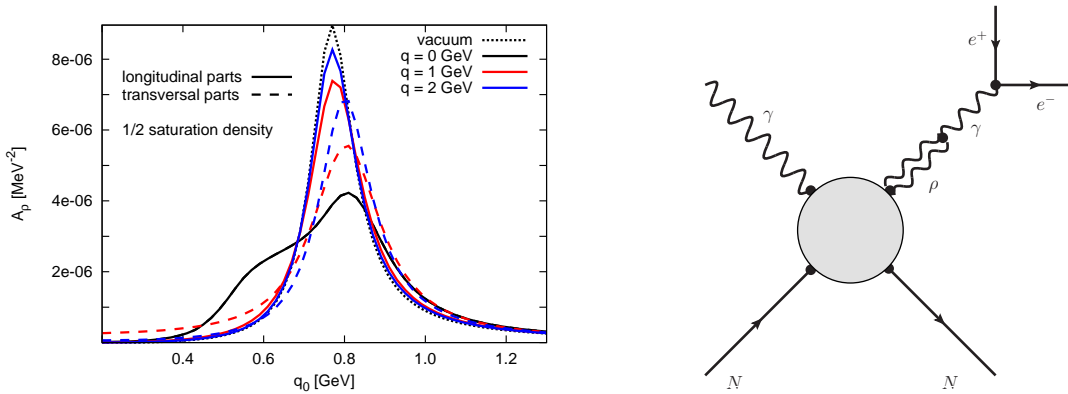 8e-06
6e-06
4e-06
2e-06
A_ρ [MeV^-2]
vacuum
q = 0 GeV
q = 1 GeV
q = 2 GeV
longitudinal parts
transversal parts
1/2 saturation density
0.4 0.6 0.8 1.0 1.2
q_0 [GeV]
e^+
e^-
γ
γ
ρ
N
N